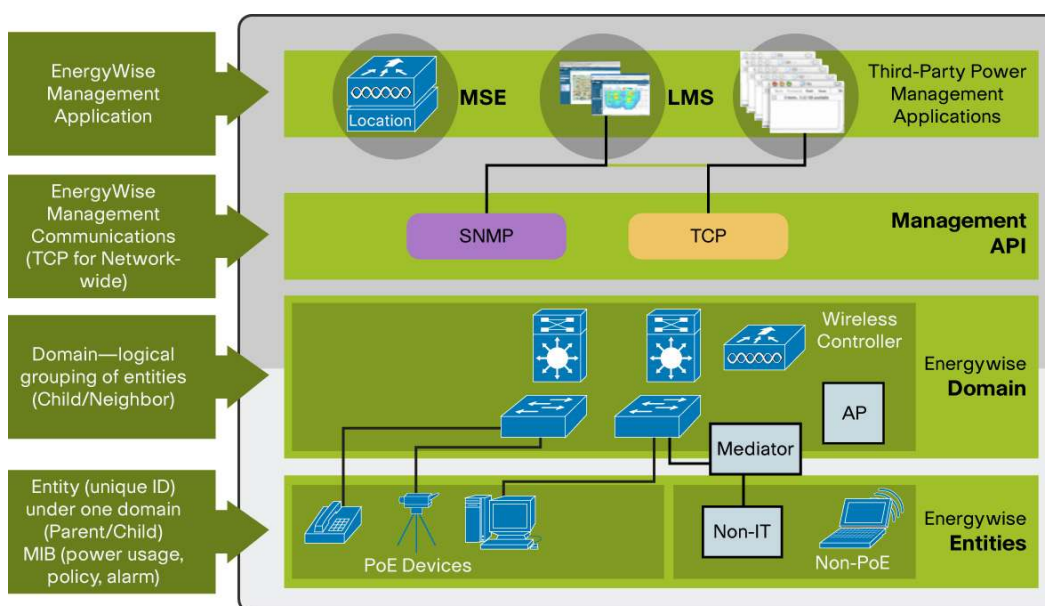 EnergyWise
Management
Application
Location
MSE
LMS
Third-Party Power
Management
Applications
EnergyWise
Management
Communications
(TCP for Network-
wide)
SNMP
TCP
Management
API
Domain—logical
grouping of entities
(Child/Neighbor)
Wireless
Controller
AP
Mediator
Energywise
Domain
Entity (unique ID)
under one domain
(Parent/Child)
MIB (power usage,
policy, alarm)
PoE Devices
Non-IT
Non-PoE
Energywise
Entities